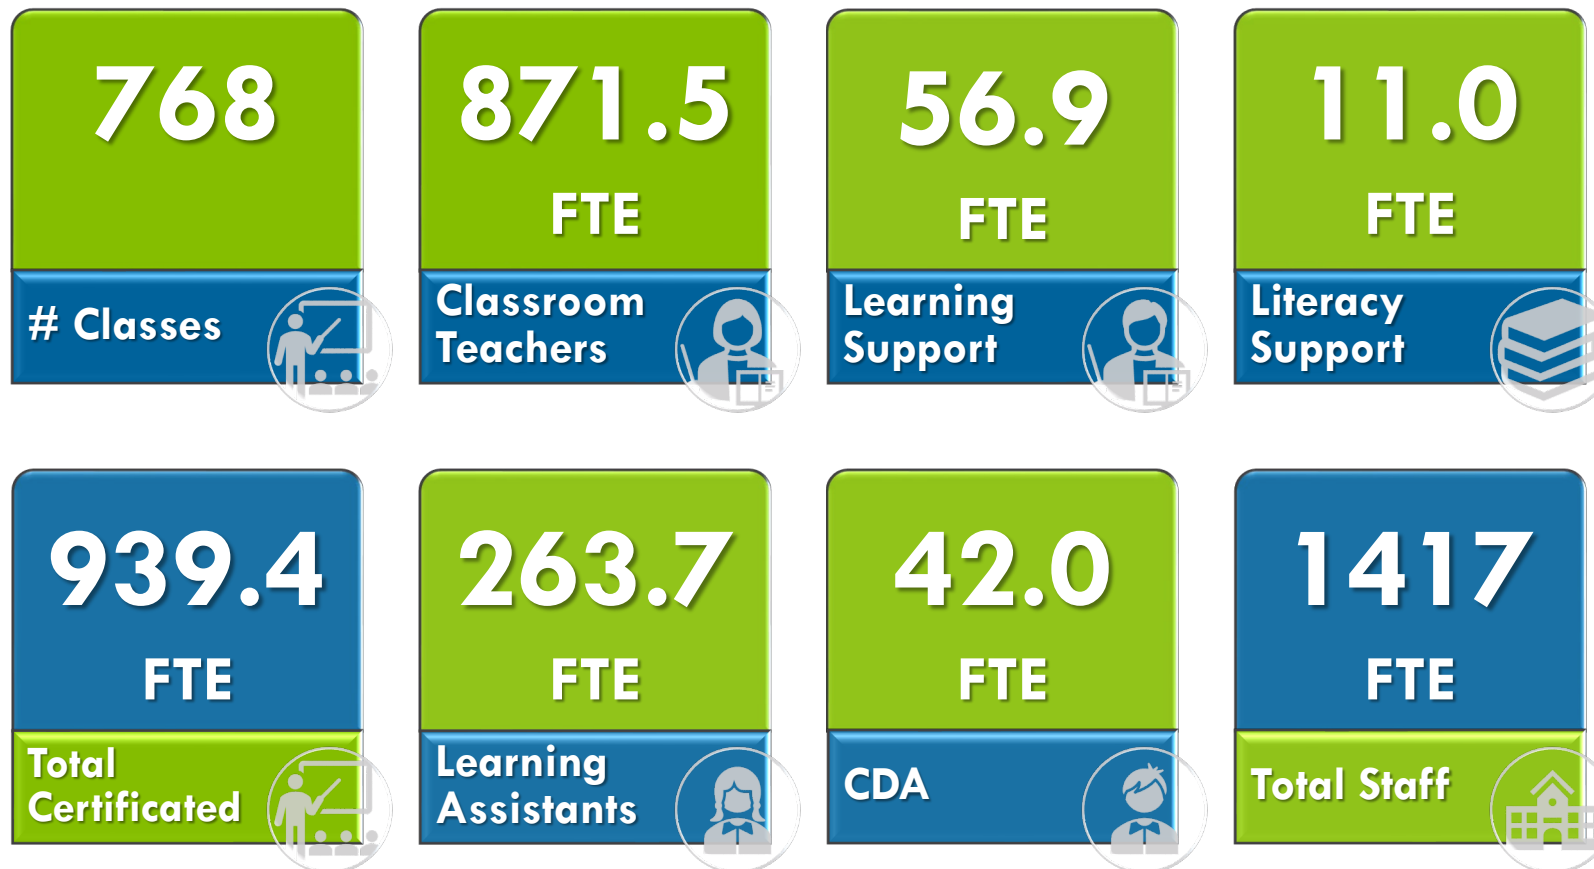 768
# Classes
871.5
FTE
Classroom
Teachers
56.9
FTE
Learning
Support
11.0
FTE
Literacy
Support
939.4
FTE
Total
Certificated
263.7
FTE
Learning
Assistants
42.0
FTE
CDA
1417
FTE
Total Staff